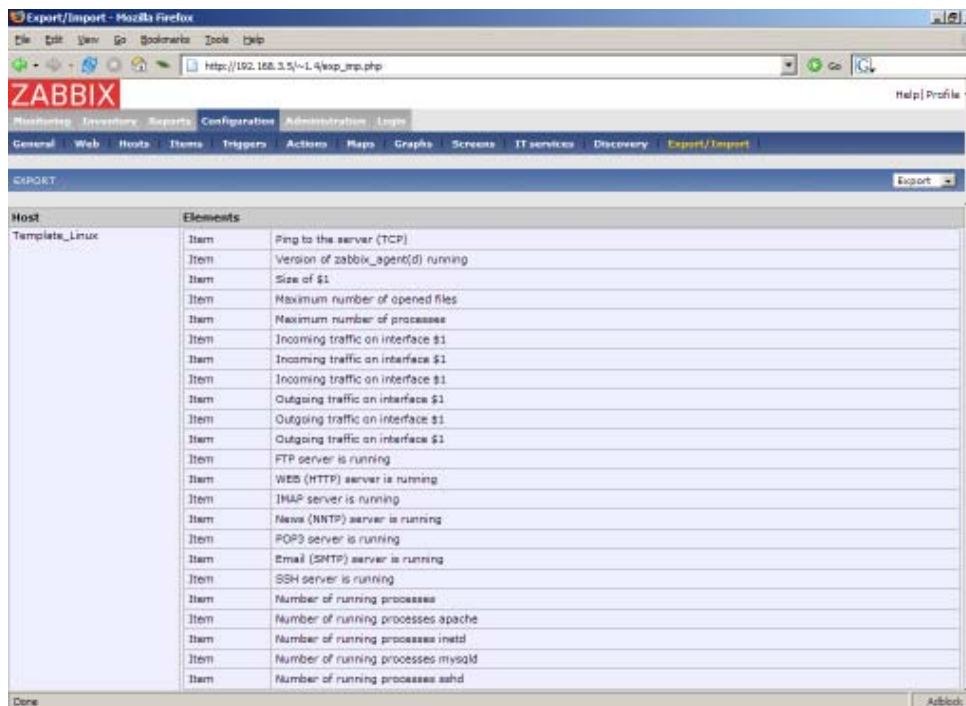 Export/Import - Mozilla Firefox
File Edit View Go Bookmarks Tools Help
http://192.168.3.5/~1.4/exp_imp.php Go
ZABBIX
Help | Profile
Monitoring Inventory Reports Configuration Administration Login
General Web Hosts Items Triggers Actions Maps Graphs Screens IT services Discovery Export/Import
EXPORT Export
Host Elements
Template_Linux Item Ping to the server (TCP)
Item Version of zabbix_agent(d) running
Item Size of $1
Item Maximum number of opened files
Item Maximum number of processes
Item Incoming traffic on interface $1
Item Incoming traffic on interface $1
Item Incoming traffic on interface $1
Item Outgoing traffic on interface $1
Item Outgoing traffic on interface $1
Item Outgoing traffic on interface $1
Item FTP server is running
Item WEB (HTTP) server is running
Item IMAP server is running
Item News (NNTP) server is running
Item POP3 server is running
Item Email (SMTP) server is running
Item SSH server is running
Item Number of running processes
Item Number of running processes apache
Item Number of running processes inetd
Item Number of running processes mysqld
Item Number of running processes sshd
Done Adblock